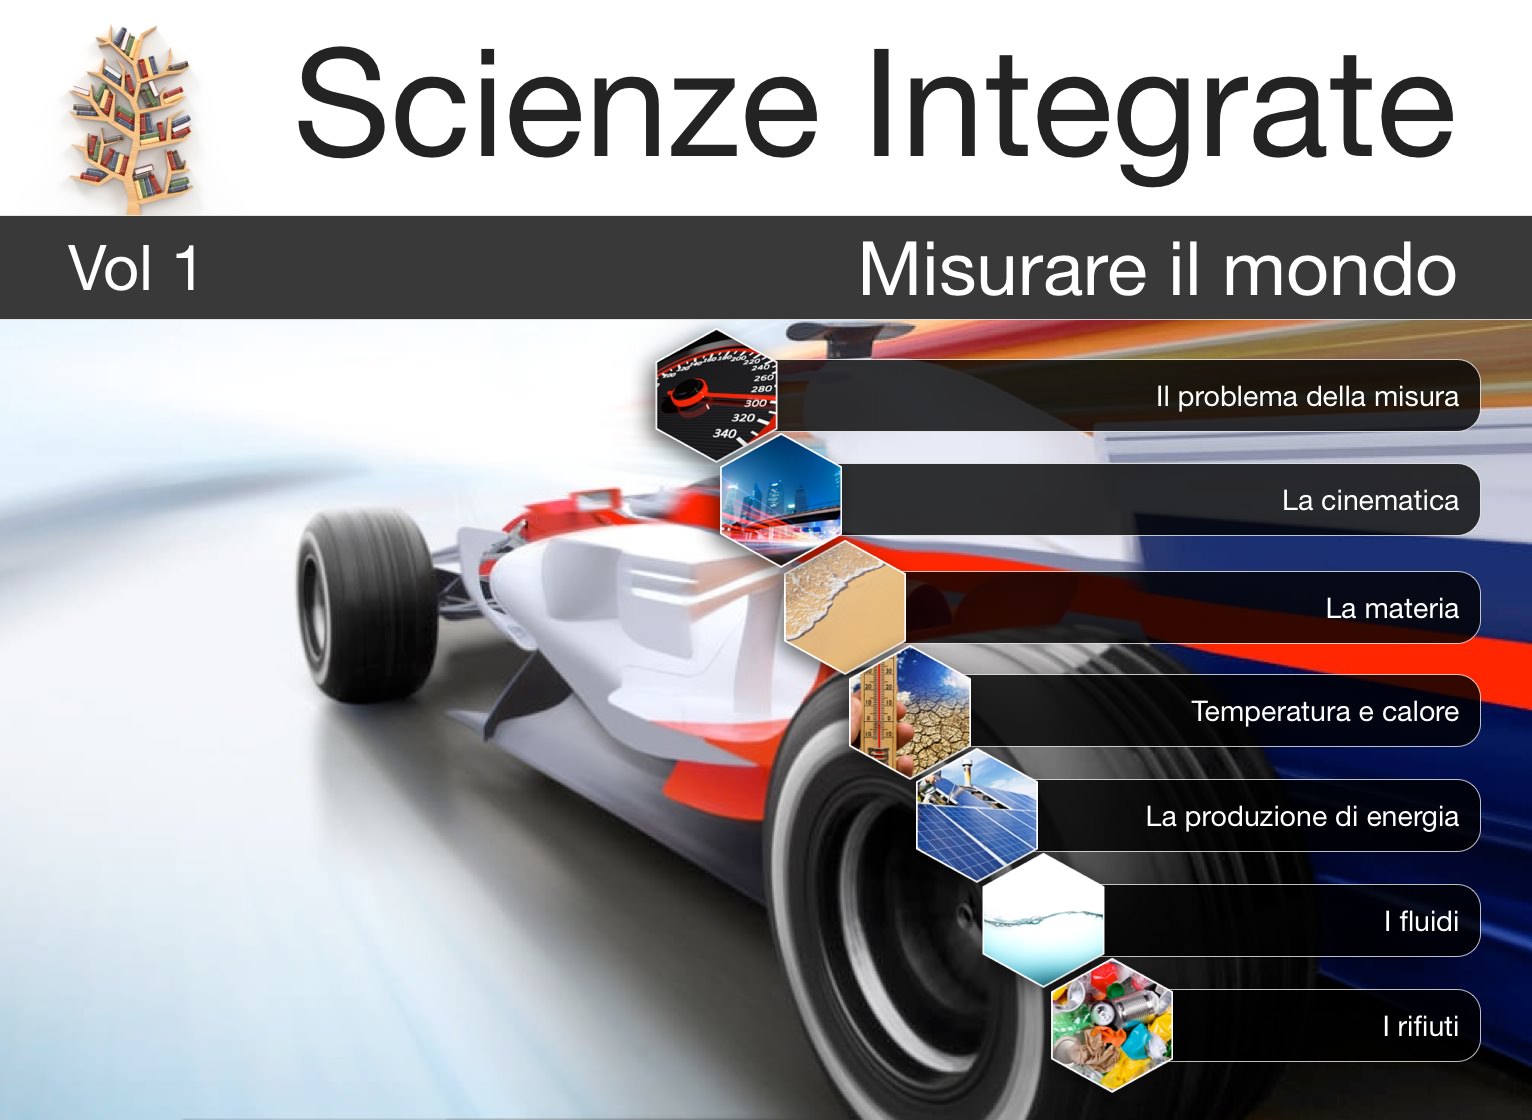 Scienze Integrate
Vol 1
Misurare il mondo
Il problema della misura
La cinematica
La materia
Temperatura e calore
La produzione di energia
I fluidi
I rifiuti
220
240
260
280
300
320
340